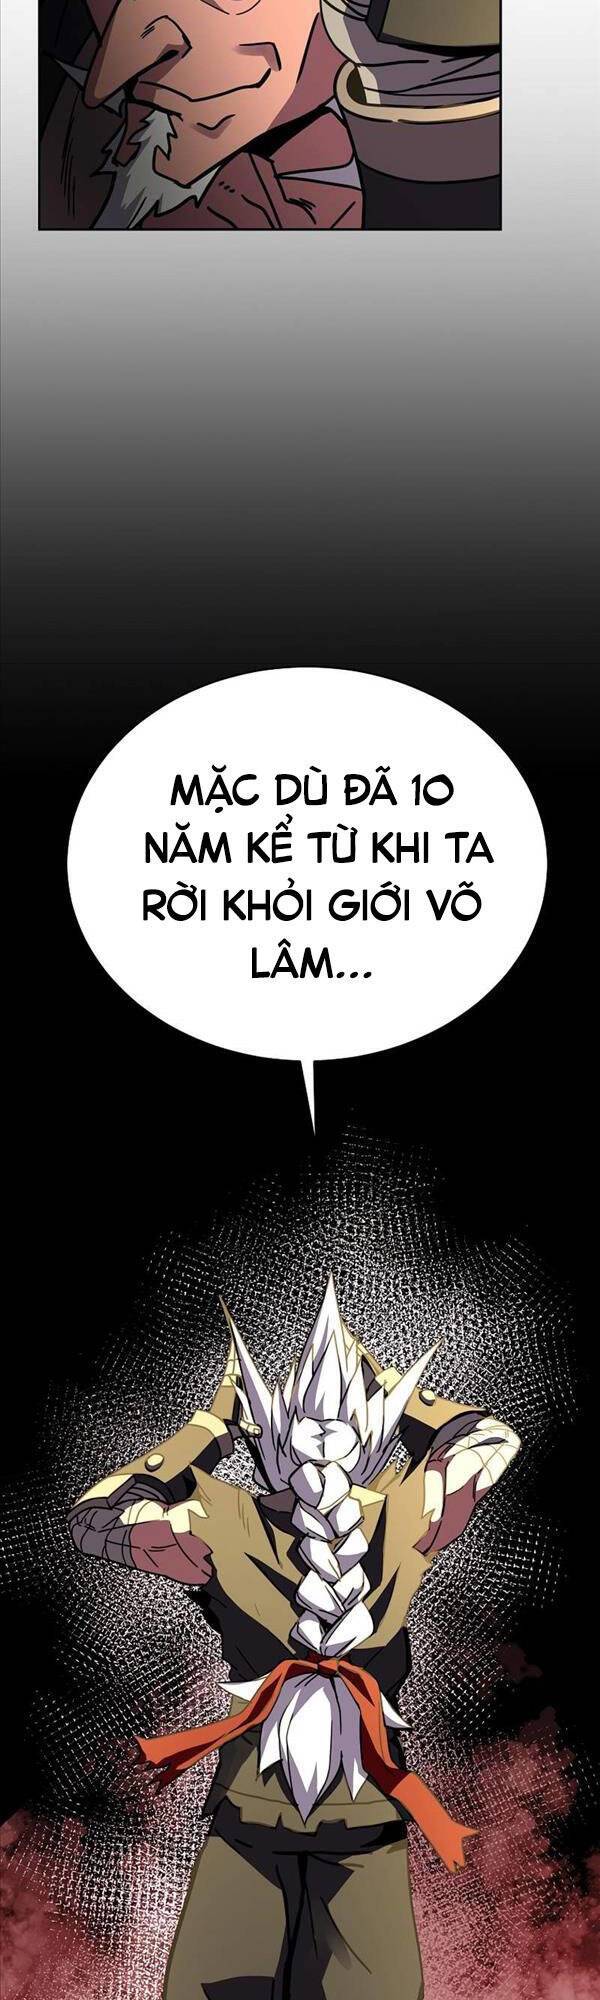 MẶC DÙ ĐÃ 10
NĂM KỂ TỪ KHI TA
RỜI KHỎI GIỚI VÕ
LÂM...